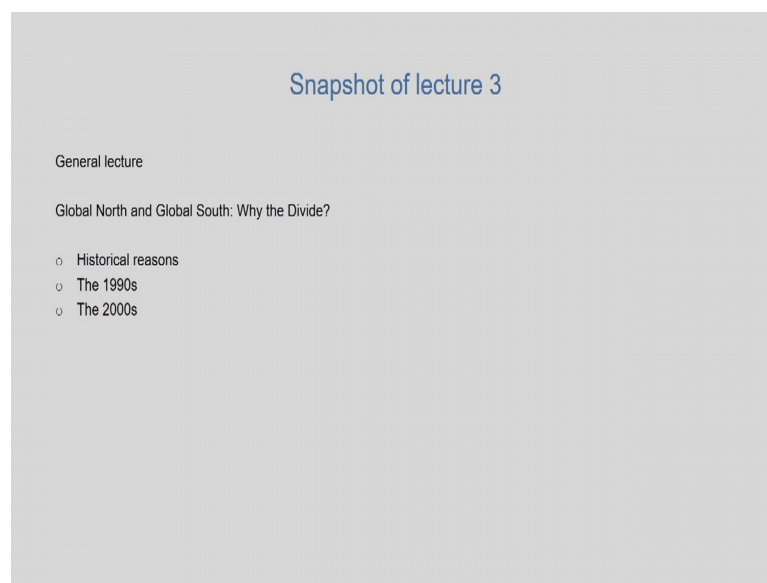 Snapshot of lecture 3
General lecture
Global North and Global South: Why the Divide?
o Historical reasons
o The 1990s
o The 2000s